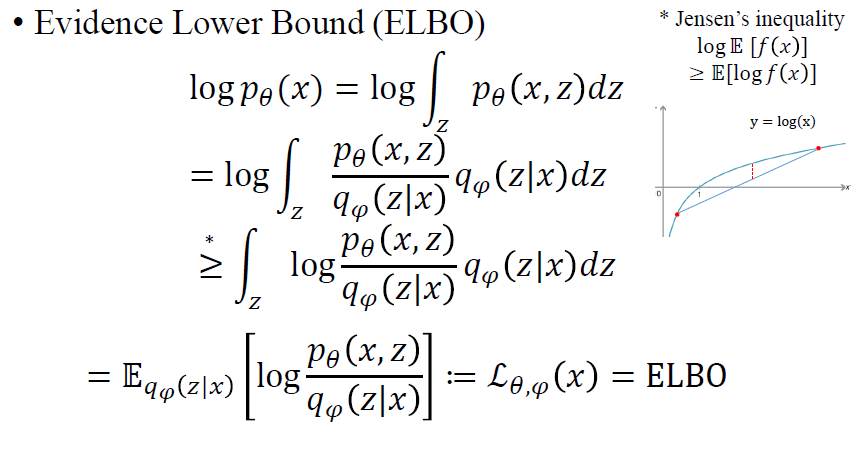 • Evidence Lower Bound (ELBO)
* Jensen's inequality
log 𝔼 [f(x)]
≥ 𝔼[log f(x)]
log p_θ(x) = log ∫_z p_θ(x, z)dz
= log ∫_z p_θ(x, z)/q_φ(z|x) q_φ(z|x)dz
≥* ∫_z log p_θ(x, z)/q_φ(z|x) q_φ(z|x)dz
= 𝔼_{q_φ(z|x)} [log p_θ(x, z)/q_φ(z|x)] := ℒ_{θ,φ}(x) = ELBO
y = log(x)
0
1
x